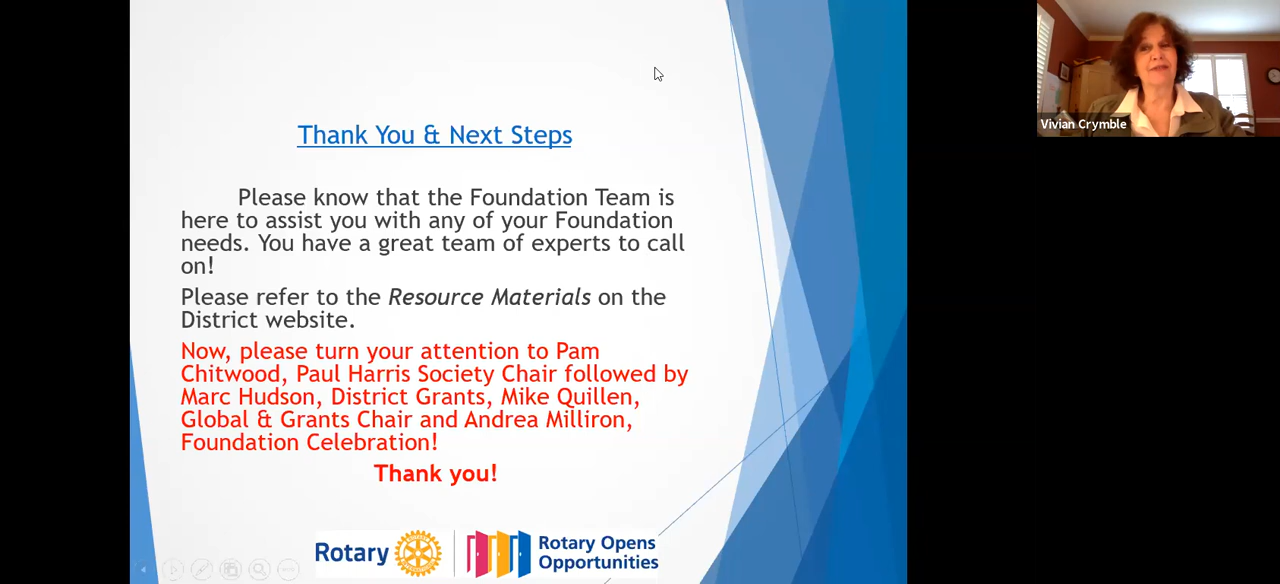 Thank You & Next Steps
Please know that the Foundation Team is
here to assist you with any of your Foundation
needs. You have a great team of experts to call
on!
Please refer to the Resource Materials on the
District website.
Now, please turn your attention to Pam
Chitwood, Paul Harris Society Chair followed by
Marc Hudson, District Grants, Mike Quillen,
Global & Grants Chair and Andrea Milliron,
Foundation Celebration!
Thank you!
Rotary
Rotary Opens
Opportunities
Vivian Crymble